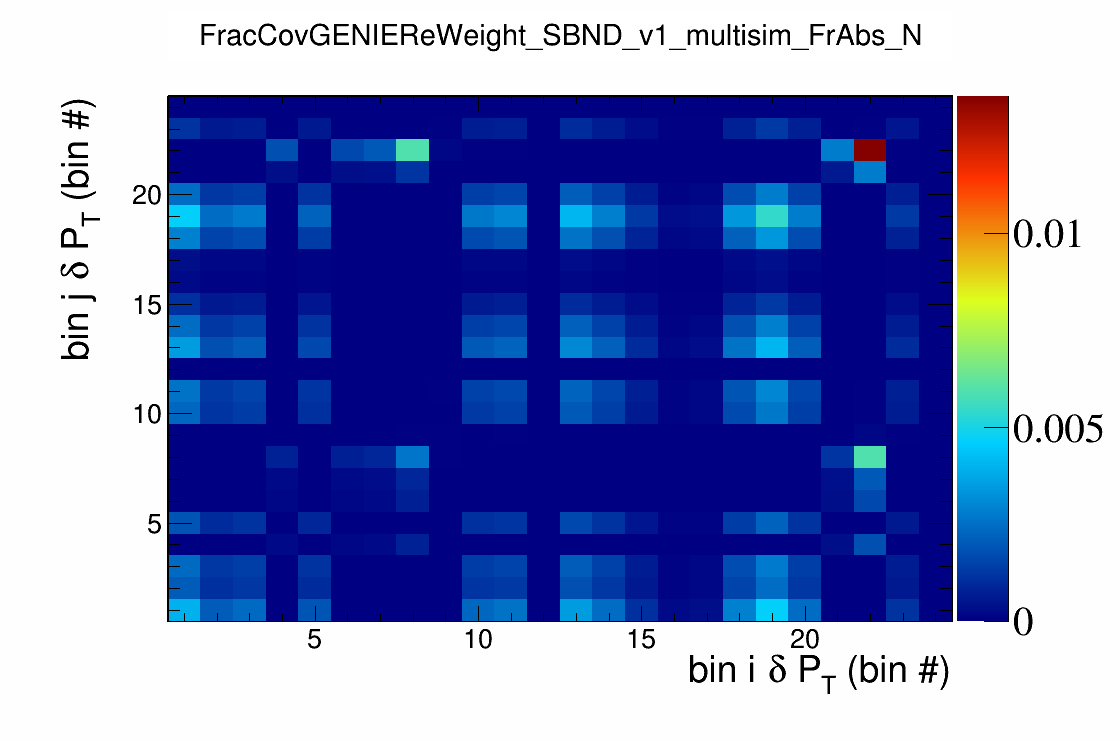 FracCovGENIEReWeight_SBND_v1_multisim_FrAbs_N
bin j δ P_T (bin #)
20
15
10
5
0.01
0.005
0
5 10 15 20
bin i δ P_T (bin #)